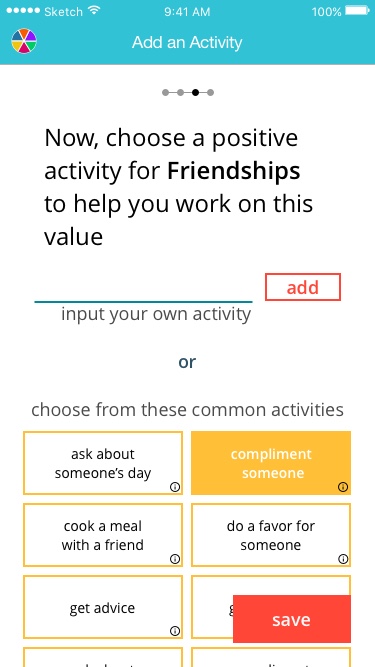 Sketch 9:41 AM 100%
Add an Activity
Now, choose a positive
activity for Friendships
to help you work on this
value
add
input your own activity
or
choose from these common activities
ask about
someone's day
compliment
someone
cook a meal
with a friend
do a favor for
someone
get advice
save